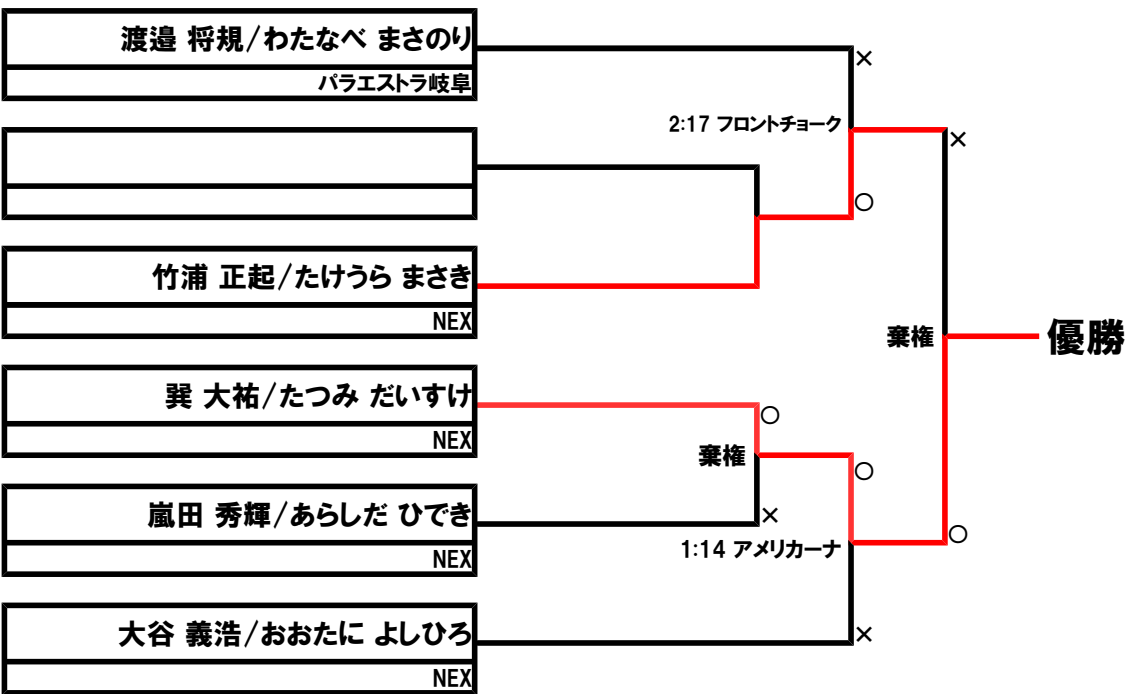 渡邉 将規/わたなべ まさのり
パラエストラ岐阜
×
2:17 フロントチョーク
×
○
竹浦 正起/たけうら まさき
NEX
棄権
優勝
巽 大祐/たつみ だいすけ
NEX
○
棄権
○
嵐田 秀輝/あらしだ ひでき
NEX
×
1:14 アメリカーナ
○
大谷 義浩/おおたに よしひろ
NEX
×